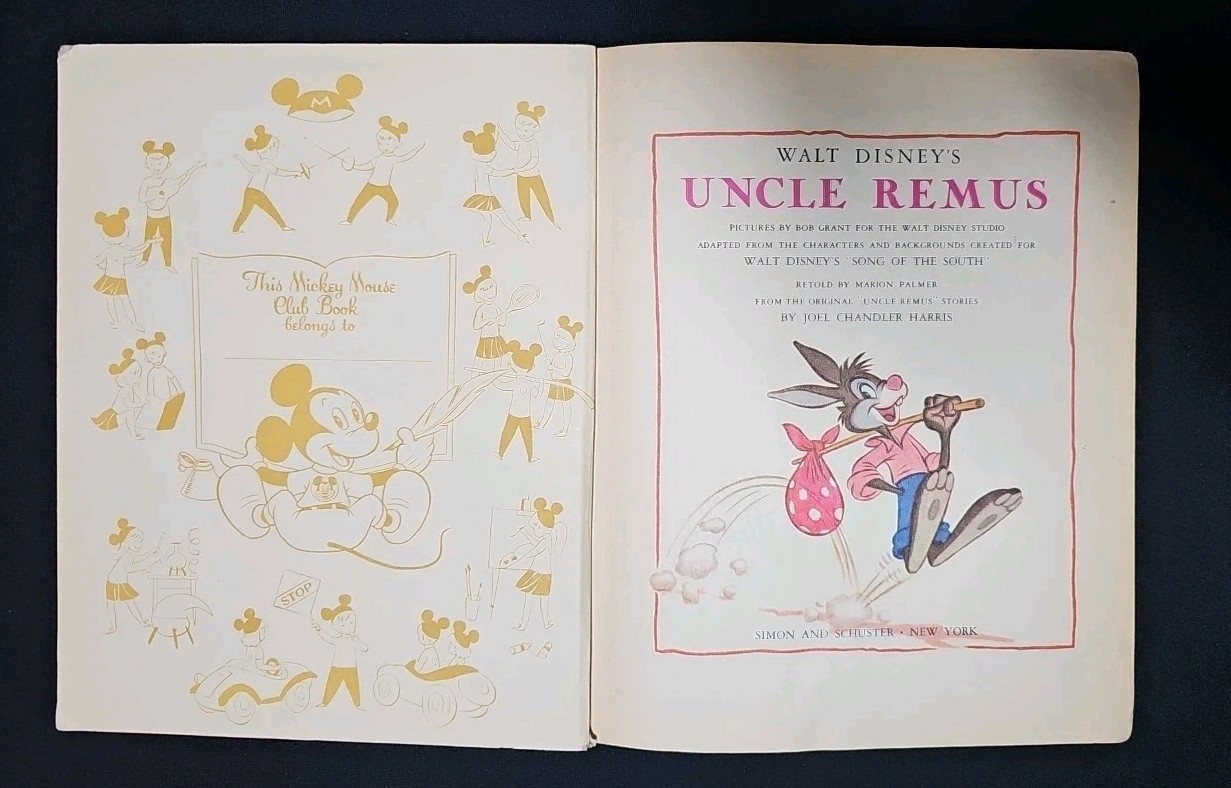 M
This Mickey Mouse
Club Book
belongs to
STOP
WALT DISNEY'S
UNCLE REMUS
PICTURES BY BOB GRANT FOR THE WALT DISNEY STUDIO
ADAPTED FROM THE CHARACTERS AND BACKGROUNDS CREATED FOR
WALT DISNEY'S "SONG OF THE SOUTH"
RETOLD BY MARION PALMER
FROM THE ORIGINAL "UNCLE REMUS" STORIES
BY JOEL CHANDLER HARRIS
SIMON AND SCHUSTER • NEW YORK